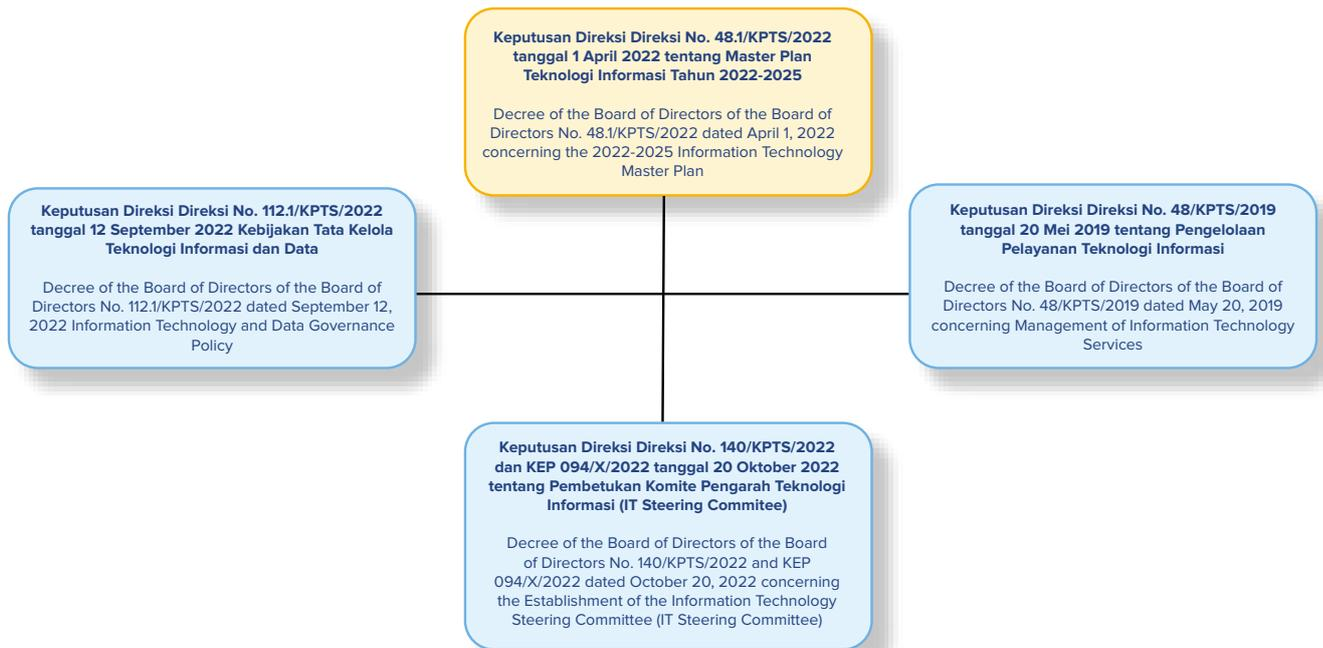 Keputusan Direksi Direksi No. 48.1/KPTS/2022
tanggal 1 April 2022 tentang Master Plan
Teknologi Informasi Tahun 2022-2025
Decree of the Board of Directors of the Board of
Directors No. 48.1/KPTS/2022 dated April 1, 2022
concerning the 2022-2025 Information Technology
Master Plan
Keputusan Direksi Direksi No. 112.1/KPTS/2022
tanggal 12 September 2022 Kebijakan Tata Kelola
Teknologi Informasi dan Data
Decree of the Board of Directors of the Board of
Directors No. 112.1/KPTS/2022 dated September 12,
2022 Information Technology and Data Governance
Policy
Keputusan Direksi Direksi No. 48/KPTS/2019
tanggal 20 Mei 2019 tentang Pengelolaan
Pelayanan Teknologi Informasi
Decree of the Board of Directors of the Board of
Directors No. 48/KPTS/2019 dated May 20, 2019
concerning Management of Information Technology
Services
Keputusan Direksi Direksi No. 140/KPTS/2022
dan KEP 094/X/2022 tanggal 20 Oktober 2022
tentang Pembetukan Komite Pengarah Teknologi
Informasi (IT Steering Commitee)
Decree of the Board of Directors of the Board
of Directors No. 140/KPTS/2022 and KEP
094/X/2022 dated October 20, 2022 concerning
the Establishment of the Information Technology
Steering Committee (IT Steering Committee)